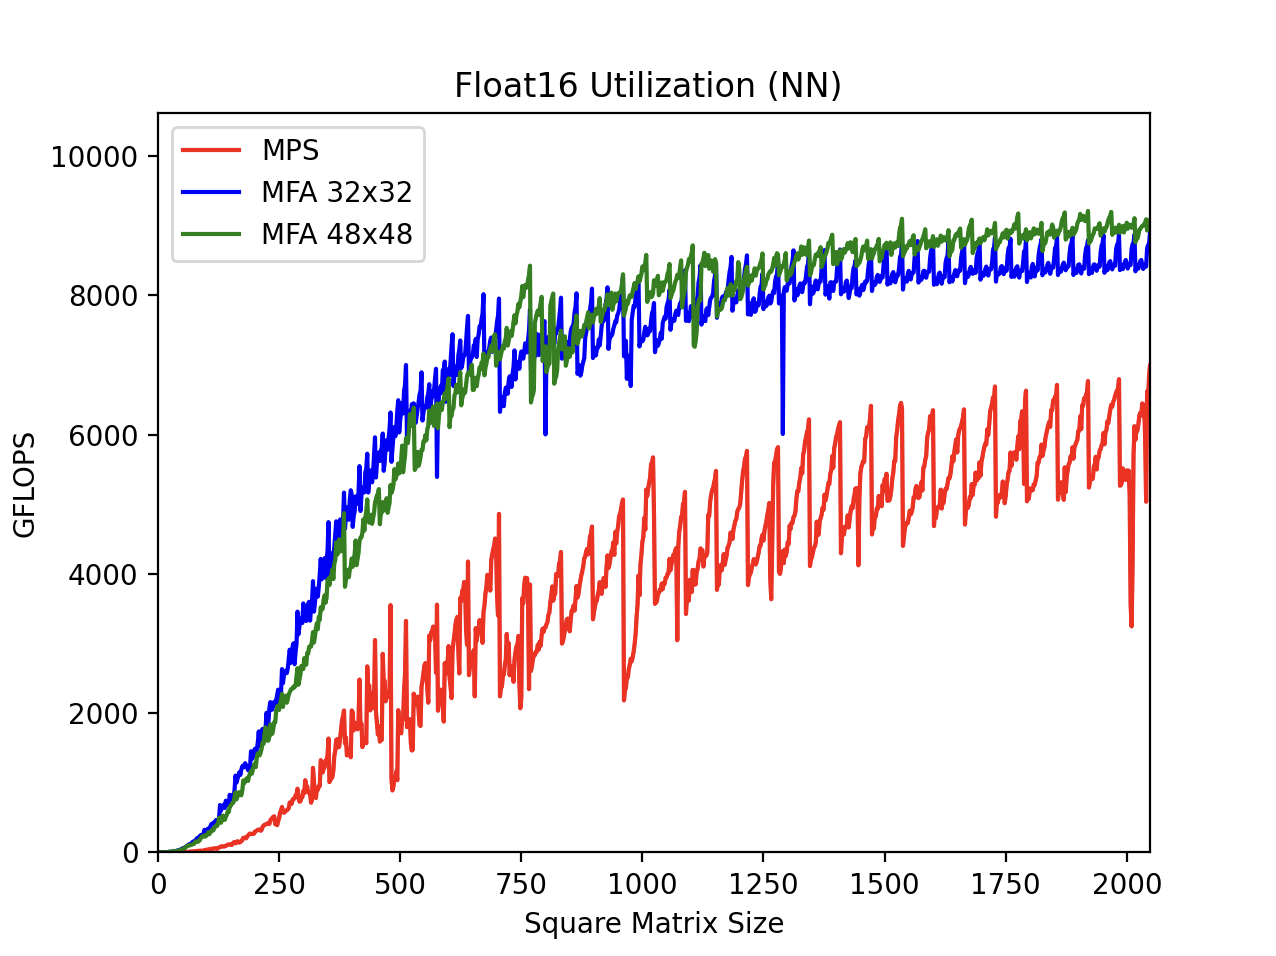 Float16 Utilization (NN)
MPS
MFA 32x32
MFA 48x48
GFLOPS
10000
8000
6000
4000
2000
0
0 250 500 750 1000 1250 1500 1750 2000
Square Matrix Size